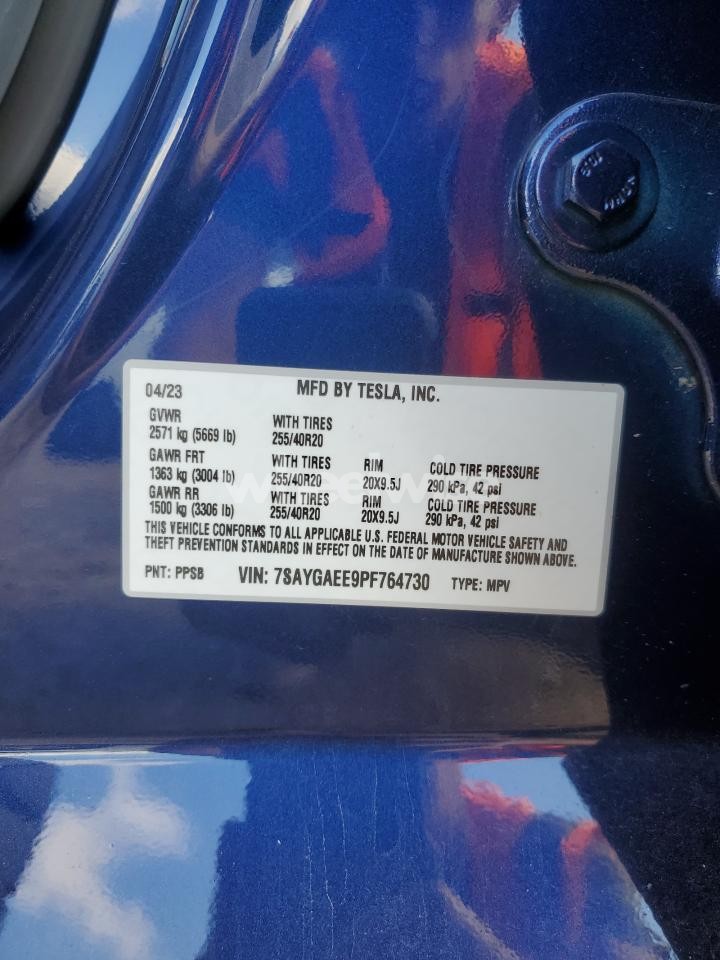 04/23 MFD BY TESLA, INC.
GVWR
2571 kg (5669 lb) WITH TIRES 255/40R20
GAWR FRT WITH TIRES RIM COLD TIRE PRESSURE
1363 kg (3004 lb) 255/40R20 20X9.5J 290 kPa, 42 psi
GAWR RR WITH TIRES RIM COLD TIRE PRESSURE
1500 kg (3306 lb) 255/40R20 20X9.5J 290 kPa, 42 psi
THIS VEHICLE CONFORMS TO ALL APPLICABLE U.S. FEDERAL MOTOR VEHICLE SAFETY AND
THEFT PREVENTION STANDARDS IN EFFECT ON THE DATE OF MANUFACTURE SHOWN ABOVE.
PNT: PPSB VIN: 7SAYGAEE9PF764730 TYPE: MPV